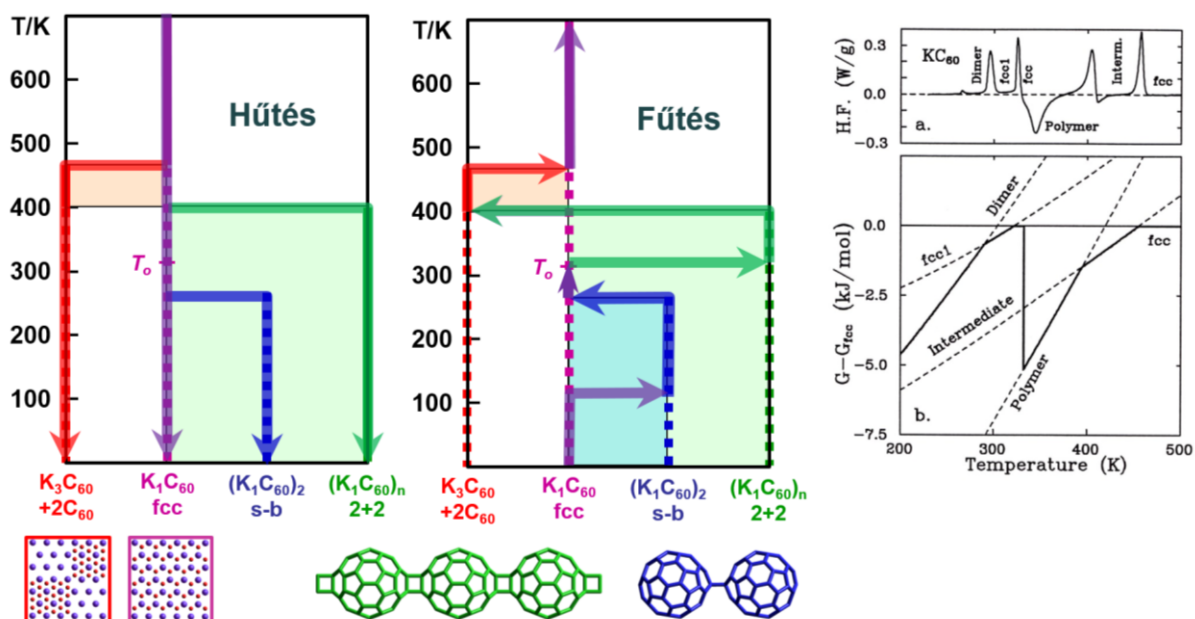 T/K
600
500
400
300
200
100
Hűtés
Tₒ
K₃C₆₀
+2C₆₀
K₁C₆₀
fcc
(K₁C₆₀)₂
s-b
(K₁C₆₀)ₙ
2+2
T/K
600
500
400
300
200
100
Fűtés
Tₒ
K₃C₆₀
+2C₆₀
K₁C₆₀
fcc
(K₁C₆₀)₂
s-b
(K₁C₆₀)ₙ
2+2
H.F. (W/g)
0.3
0.0
−0.3
KC₆₀
Dimer
fcc1
fcc
Polymer
Interm.
fcc
a.
G−G_fcc (kJ/mol)
0.0
−2.5
−5.0
−7.5
Dimer
fcc1
fcc
Intermediate
Polymer
b.
200
300
400
500
Temperature (K)